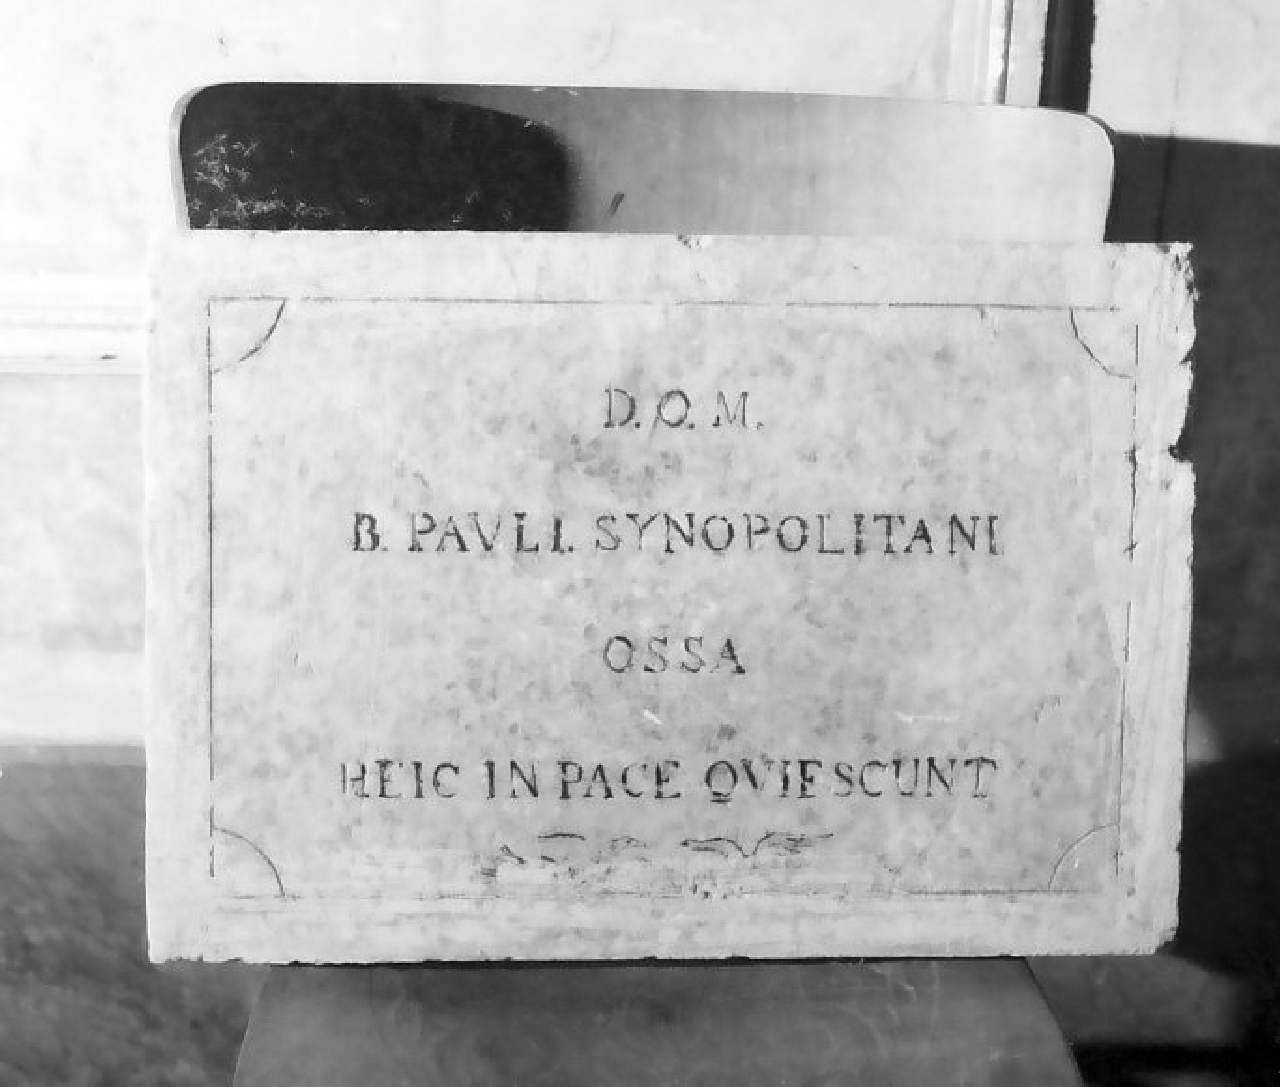 D.O.M.
B. PAVLI. SYNOPOLITANI
OSSA
HEIC IN PACE QVIESCUNT